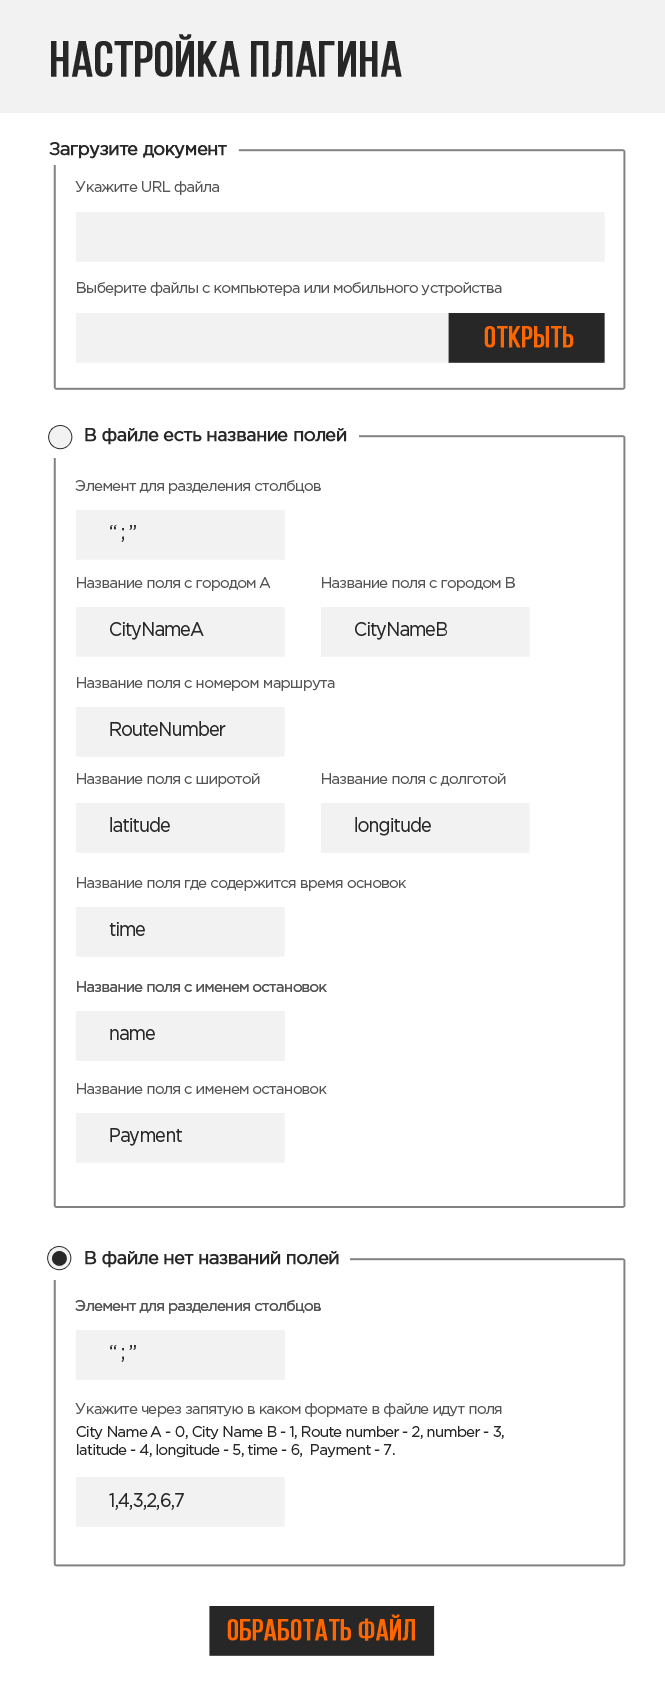 НАСТРОЙКА ПЛАГИНА
Загрузите документ
Укажите URL файла
Выберите файлы с компьютера или мобильного устройства
ОТКРЫТЬ
В файле есть название полей
Элемент для разделения столбцов
“ ; ”
Название поля с городом А Название поля с городом В
CityNameA CityNameB
Название поля с номером маршрута
RouteNumber
Название поля с широтой Название поля с долготой
latitude longitude
Название поля где содержится время основок
time
Название поля с именем остановок
name
Название поля с именем остановок
Payment
В файле нет названий полей
Элемент для разделения столбцов
“ ; ”
Укажите через запятую в каком формате в файле идут поля
City Name A - 0, City Name B - 1, Route number - 2, number - 3,
latitude - 4, longitude - 5, time - 6, Payment - 7.
1,4,3,2,6,7
ОБРАБОТАТЬ ФАЙЛ